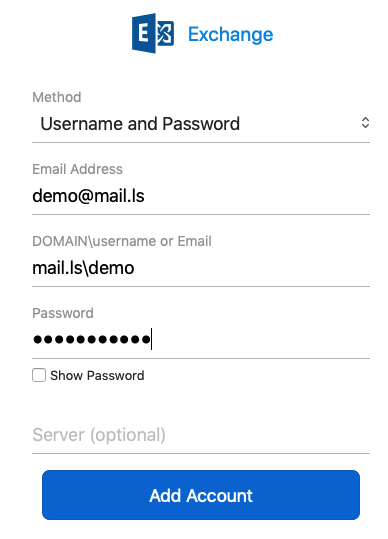 Exchange
Method
Username and Password
Email Address
demo@mail.ls
DOMAIN\username or Email
mail.ls\demo
Password
●●●●●●●●●●●
Show Password
Server (optional)
Add Account